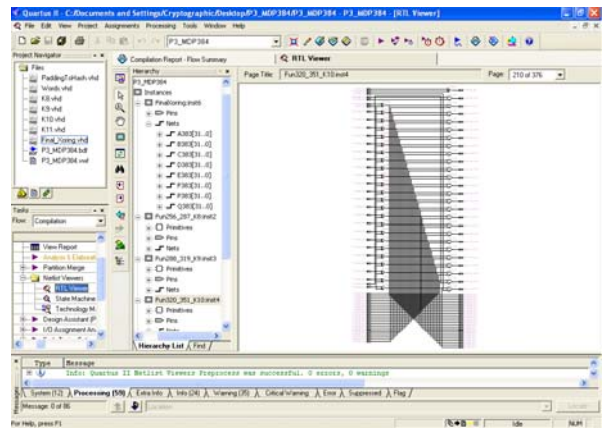 Quartus II - C:/Documents and Settings/Cryptographic/Desktop/P3_MDP384/P3_MDP384 - P3_MDP384 - [RTL Viewer]
File Edit View Project Assignments Processing Tools Window Help
P3_MDP384
Project Navigator
Files
PaddingToHash.vhd
Words.vhd
K8.vhd
K9.vhd
K10.vhd
K11.vhd
Final_Xoring.vhd
P3_MDP384.bdf
P3_MDP384.vwf
Tasks
Flow: Compilation
View Report
Analysis & Elaborati
Partition Merge
Netlist Viewers
RTL Viewer
State Machine
Technology M
Design Assistant (P
I/O Assignment An
Compilation Report - Flow Summary
RTL Viewer
Hierarchy
P3_MDP384
Instances
FinalXoring:inst6
Pins
Nets
A383[31..0]
B383[31..0]
C383[31..0]
D383[31..0]
E383[31..0]
F383[31..0]
P383[31..0]
Q383[31..0]
Fun256_287_K8:inst2
Primitives
Pins
Nets
Fun288_319_K9:inst3
Primitives
Pins
Nets
Fun320_351_K10:inst4
Primitives
Pins
Hierarchy List Find
Page Title: Fun320_351_K10:inst4
Page: 210 of 376
Type Message
Info: Quartus II Netlist Viewers Preprocess was successful. 0 errors, 0 warnings
System (12) Processing (59) Extra Info Info (24) Warning (35) Critical Warning Error Suppressed Flag
Message: 0 of 86
Location
Locate
For Help, press F1
Idle
NUM